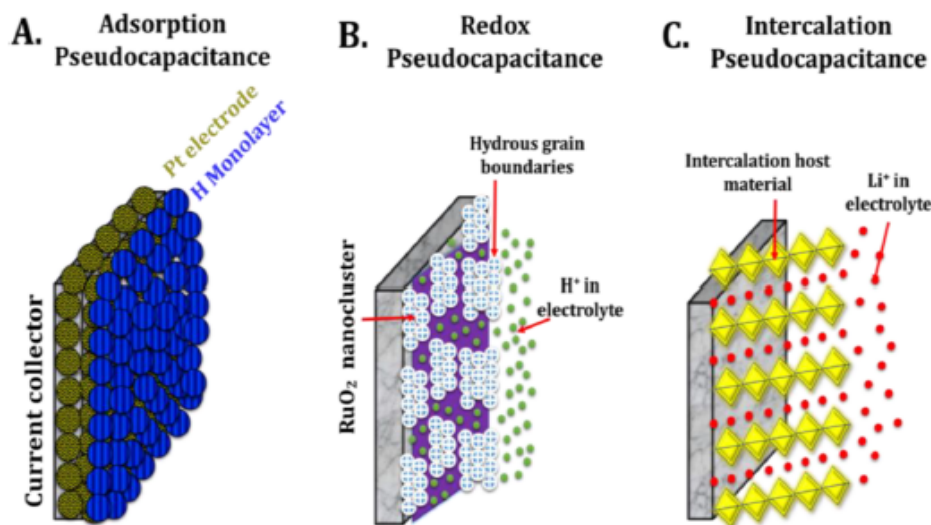 A.
Adsorption
Pseudocapacitance
Pt electrode
H Monolayer
Current collector
B.
Redox
Pseudocapacitance
Hydrous grain
boundaries
H⁺ in
electrolyte
RuO₂ nanocluster
C.
Intercalation
Pseudocapacitance
Intercalation host
material
Li⁺ in
electrolyte